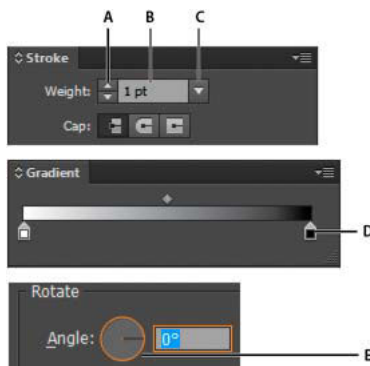 A B C
Stroke
Weight: 1 pt
Cap:
Gradient
D
Rotate
Angle: 0°
E